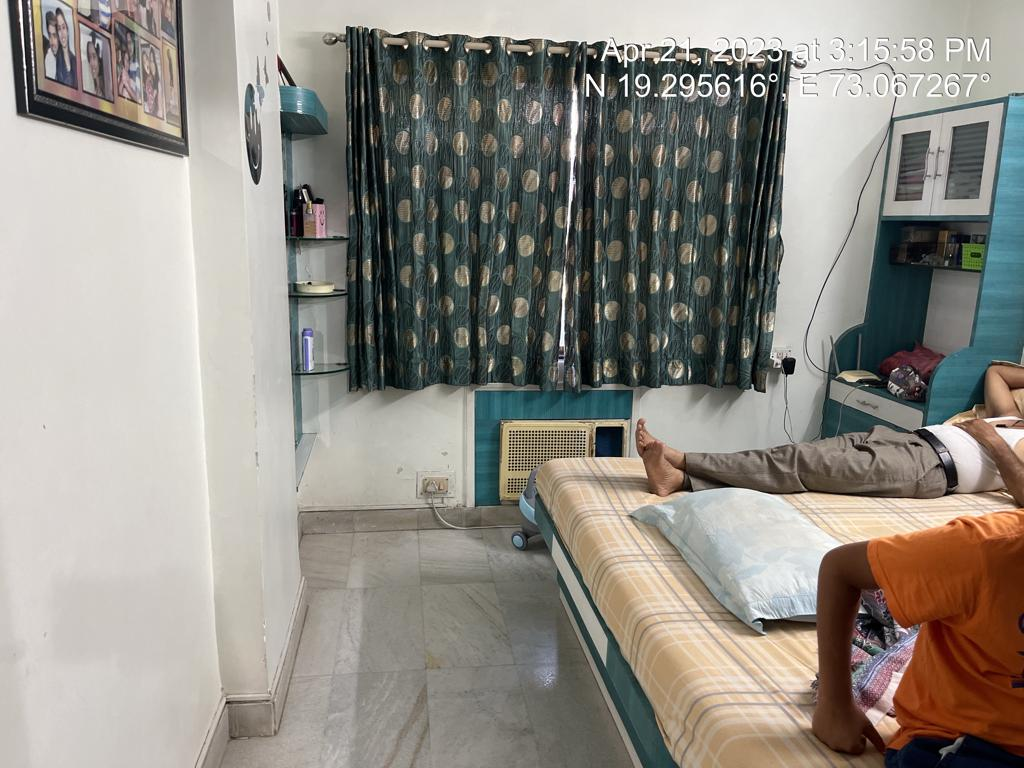 Apr 21, 2023 at 3:15:58 PM
N 19.295616°, E 73.067267°